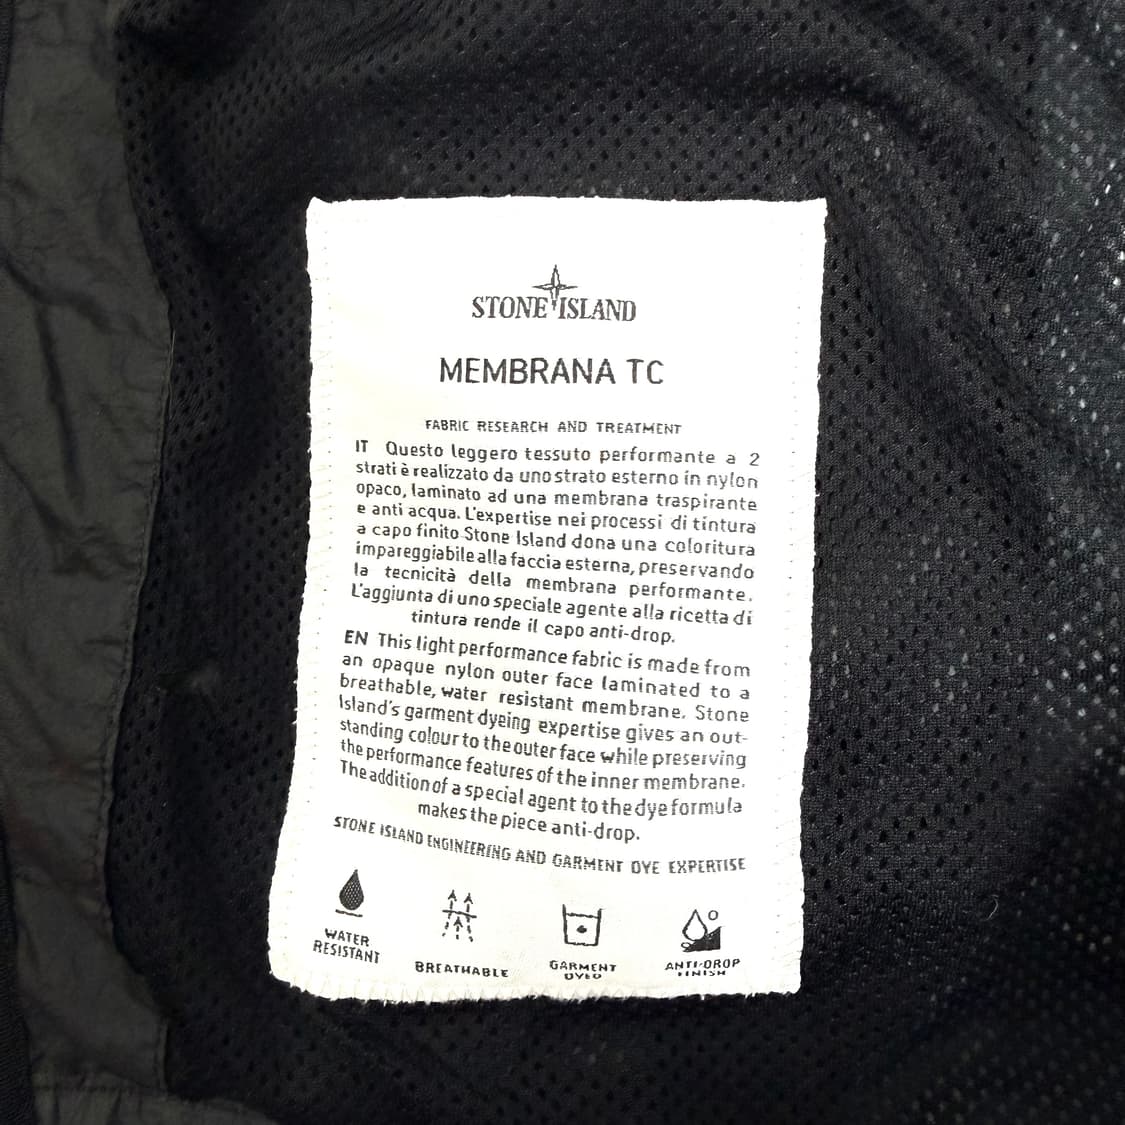 STONE ISLAND
MEMBRANA TC
FABRIC RESEARCH AND TREATMENT
IT Questo leggero tessuto performante a 2
strati è realizzato da uno strato esterno in nylon
opaco, laminato ad una membrana traspirante
e anti acqua. L'expertise nei processi di tintura
a capo finito Stone Island dona una coloritura
impareggiabile alla faccia esterna, preservando
la tecnicità della membrana performante.
L'aggiunta di uno speciale agente alla ricetta di
tintura rende il capo anti-drop.
EN This light performance fabric is made from
an opaque nylon outer face laminated to a
breathable, water resistant membrane. Stone
Island's garment dyeing expertise gives an out-
standing colour to the outer face while preserving
the performance features of the inner membrane.
The addition of a special agent to the dye formula
makes the piece anti-drop.
STONE ISLAND ENGINEERING AND GARMENT DYE EXPERTISE
WATER
RESISTANT
BREATHABLE
GARMENT
DYED
ANTI-DROP
FINISH